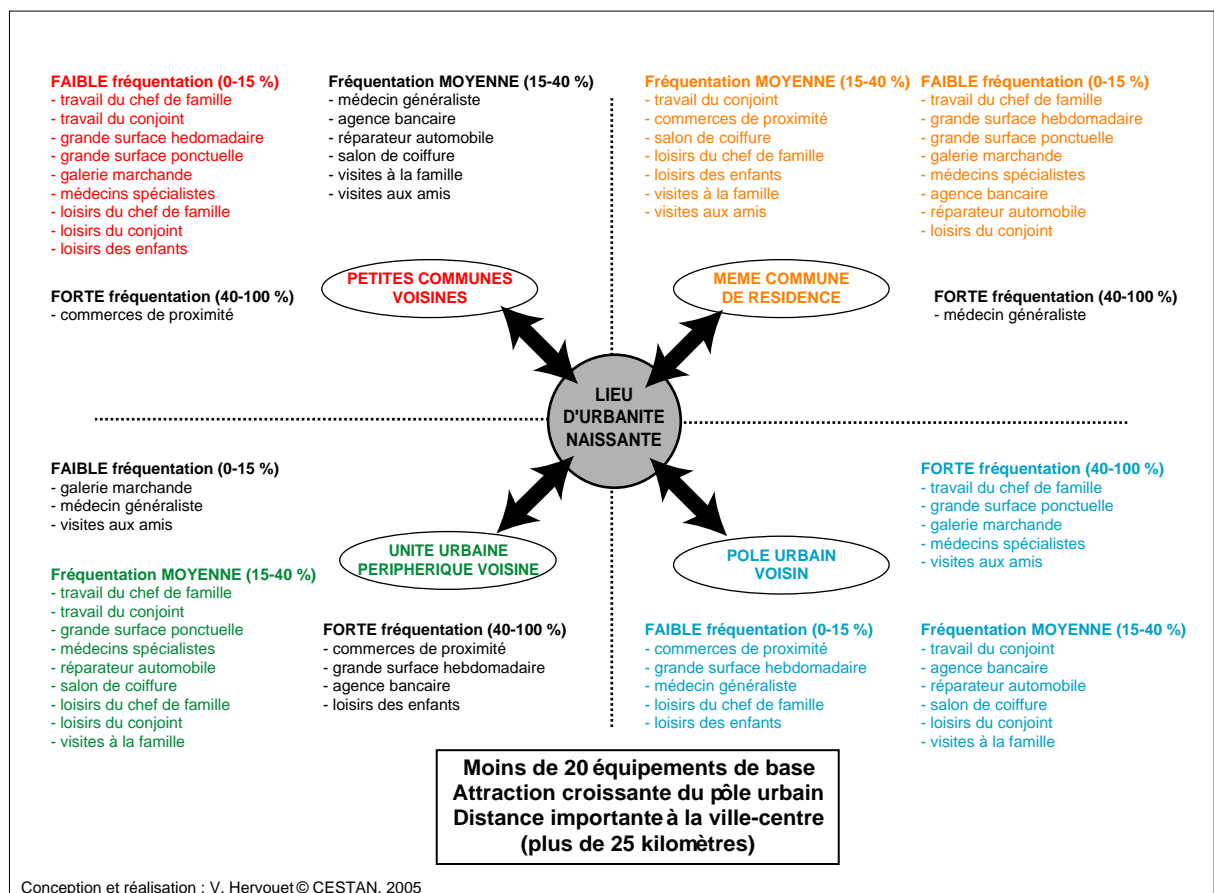 FAIBLE fréquentation (0-15 %)
- travail du chef de famille
- travail du conjoint
- grande surface hedomadaire
- grande surface ponctuelle
- galerie marchande
- médecins spécialistes
- loisirs du chef de famille
- loisirs du conjoint
- loisirs des enfants
FORTE fréquentation (40-100 %)
- commerces de proximité
Fréquentation MOYENNE (15-40 %)
- médecin généraliste
- agence bancaire
- réparateur automobile
- salon de coiffure
- visites à la famille
- visites aux amis
PETITES COMMUNES
VOISINES
Fréquentation MOYENNE (15-40 %)
- travail du conjoint
- commerces de proximité
- salon de coiffure
- loisirs du chef de famille
- loisirs des enfants
- visites à la famille
- visites aux amis
FAIBLE fréquentation (0-15 %)
- travail du chef de famille
- grande surface hebdomadaire
- grande surface ponctuelle
- galerie marchande
- médecins spécialistes
- agence bancaire
- réparateur automobile
- loisirs du conjoint
MEME COMMUNE
DE RESIDENCE
FORTE fréquentation (40-100 %)
- médecin généraliste
LIEU
D'URBANITE
NAISSANTE
FAIBLE fréquentation (0-15 %)
- galerie marchande
- médecin généraliste
- visites aux amis
UNITE URBAINE
PERIPHERIQUE VOISINE
Fréquentation MOYENNE (15-40 %)
- travail du chef de famille
- travail du conjoint
- grande surface ponctuelle
- médecins spécialistes
- réparateur automobile
- salon de coiffure
- loisirs du chef de famille
- loisirs du conjoint
- visites à la famille
FORTE fréquentation (40-100 %)
- commerces de proximité
- grande surface hebdomadaire
- agence bancaire
- loisirs des enfants
FORTE fréquentation (40-100 %)
- travail du chef de famille
- grande surface ponctuelle
- galerie marchande
- médecins spécialistes
- visites aux amis
POLE URBAIN
VOISIN
FAIBLE fréquentation (0-15 %)
- commerces de proximité
- grande surface hebdomadaire
- médecin généraliste
- loisirs du chef de famille
- loisirs des enfants
Fréquentation MOYENNE (15-40 %)
- travail du conjoint
- agence bancaire
- réparateur automobile
- salon de coiffure
- loisirs du conjoint
- visites à la famille
Moins de 20 équipements de base
Attraction croissante du pôle urbain
Distance importante à la ville-centre
(plus de 25 kilomètres)
Conception et réalisation : V. Hervouet © CESTAN, 2005